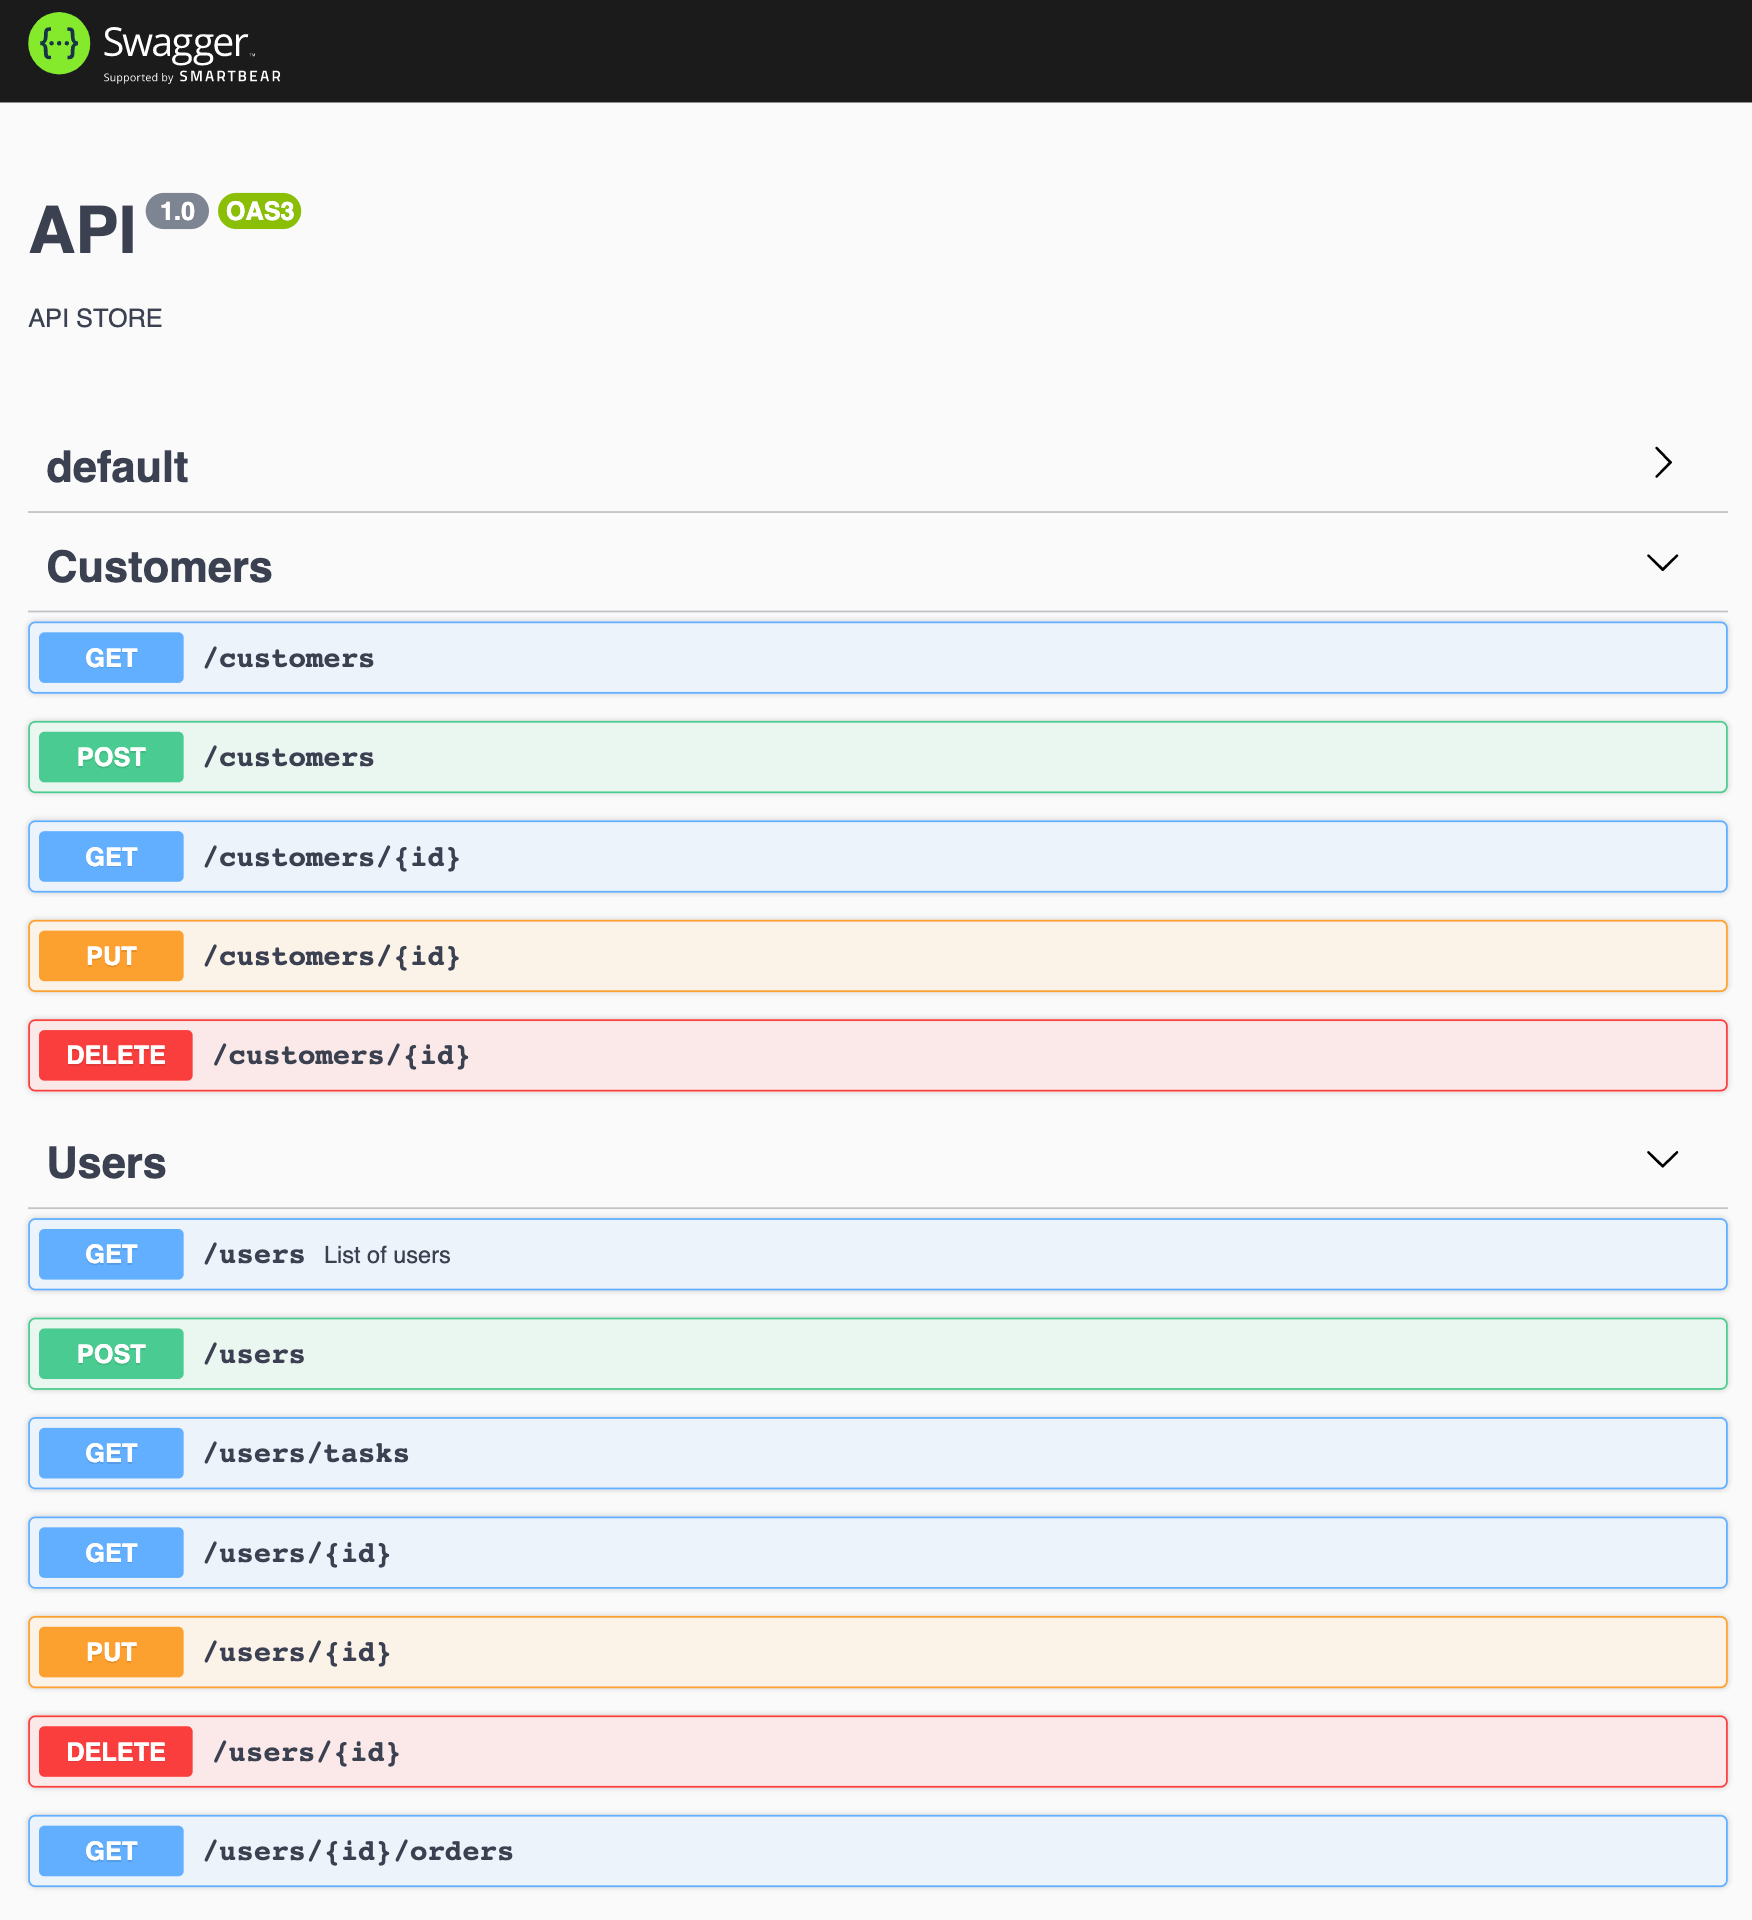 {···} Swagger™
Supported by SMARTBEAR
API 1.0 OAS3
API STORE
default
Customers
GET /customers
POST /customers
GET /customers/{id}
PUT /customers/{id}
DELETE /customers/{id}
Users
GET /users List of users
POST /users
GET /users/tasks
GET /users/{id}
PUT /users/{id}
DELETE /users/{id}
GET /users/{id}/orders